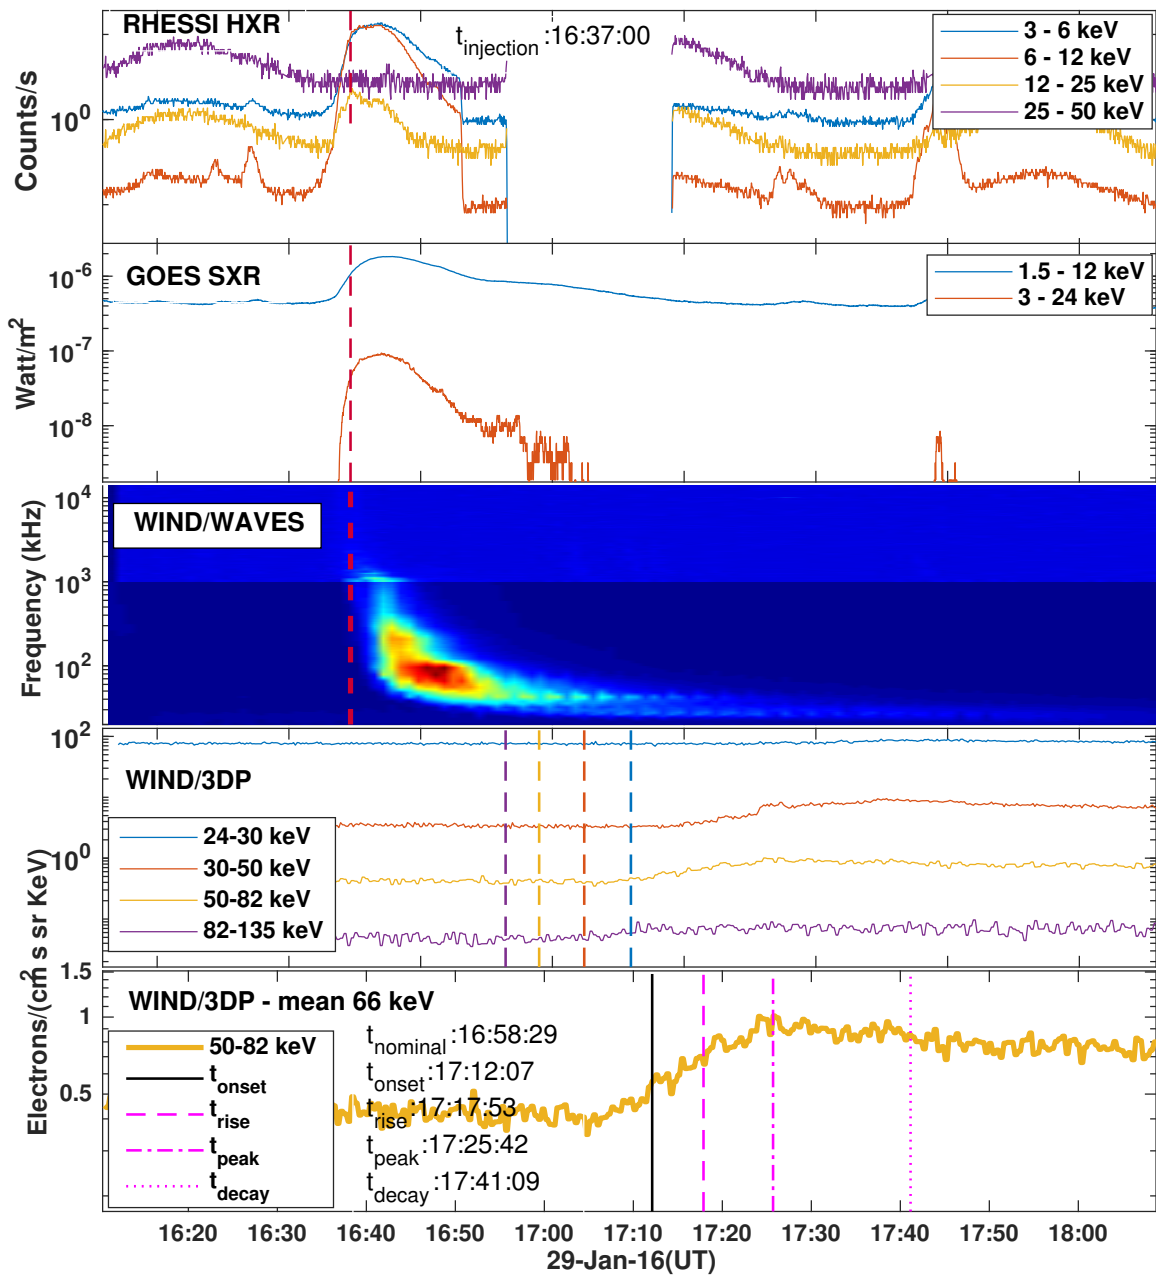 RHESSI HXR
t_injection :16:37:00
3 - 6 keV
6 - 12 keV
12 - 25 keV
25 - 50 keV
Counts/s
10^0
GOES SXR
1.5 - 12 keV
3 - 24 keV
Watt/m^2
10^-6
10^-7
10^-8
WIND/WAVES
Frequency (kHz)
10^4
10^3
10^2
WIND/3DP
10^2
10^0
24-30 keV
30-50 keV
50-82 keV
82-135 keV
Electrons/(cm^2 s sr KeV)
WIND/3DP - mean 66 keV
1.5
1
0.5
50-82 keV
t_onset
t_rise
t_peak
t_decay
t_nominal :16:58:29
t_onset :17:12:07
t_rise :17:17:53
t_peak :17:25:42
t_decay :17:41:09
16:20 16:30 16:40 16:50 17:00 17:10 17:20 17:30 17:40 17:50 18:00
29-Jan-16(UT)